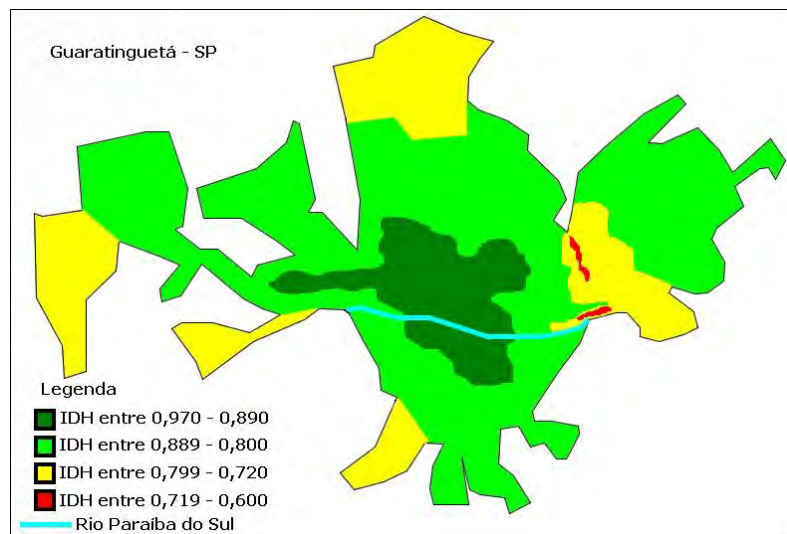 Guaratinguetá - SP
Legenda
IDH entre 0,970 - 0,890
IDH entre 0,889 - 0,800
IDH entre 0,799 - 0,720
IDH entre 0,719 - 0,600
Rio Paraíba do Sul